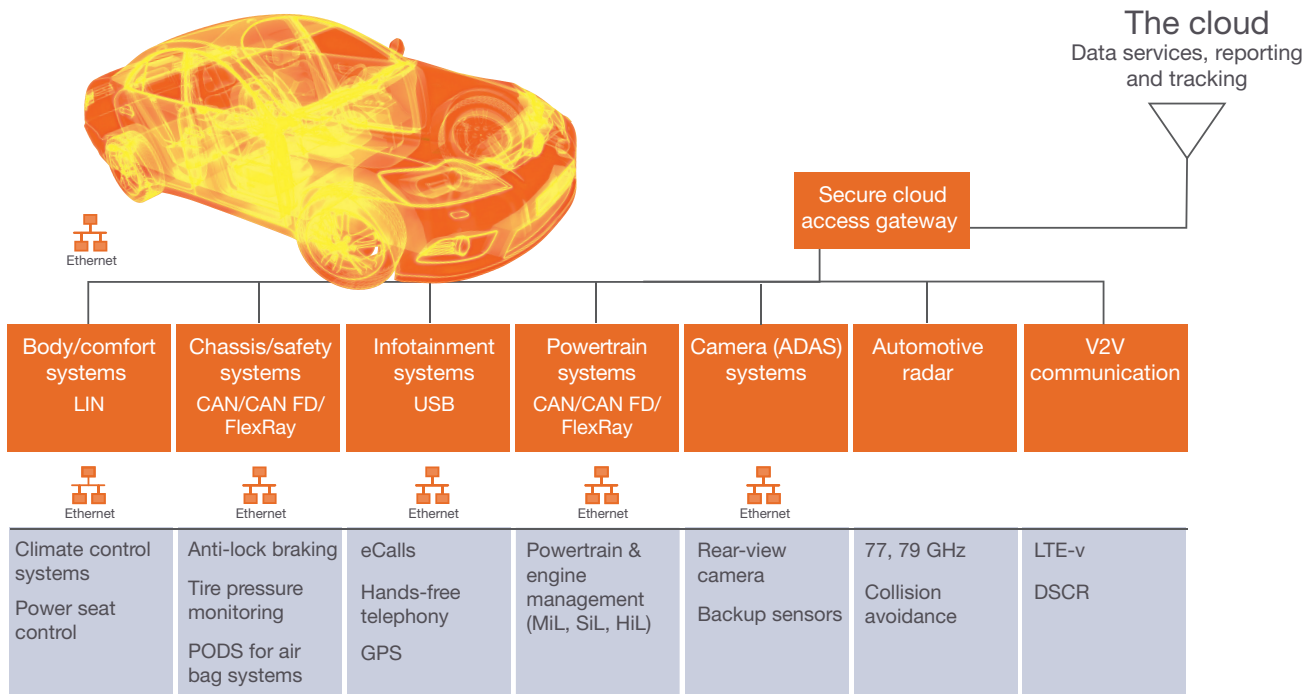 The cloud
Data services, reporting
and tracking
Secure cloud
access gateway
Ethernet
Body/comfort
systems
LIN
Chassis/safety
systems
CAN/CAN FD/
FlexRay
Infotainment
systems
USB
Powertrain
systems
CAN/CAN FD/
FlexRay
Camera (ADAS)
systems
Automotive
radar
V2V
communication
Ethernet
Ethernet
Ethernet
Ethernet
Ethernet
Climate control
systems
Power seat
control
Anti-lock braking
Tire pressure
monitoring
PODS for air
bag systems
eCalls
Hands-free
telephony
GPS
Powertrain &
engine
management
(MiL, SiL, HiL)
Rear-view
camera
Backup sensors
77, 79 GHz
Collision
avoidance
LTE-v
DSCR